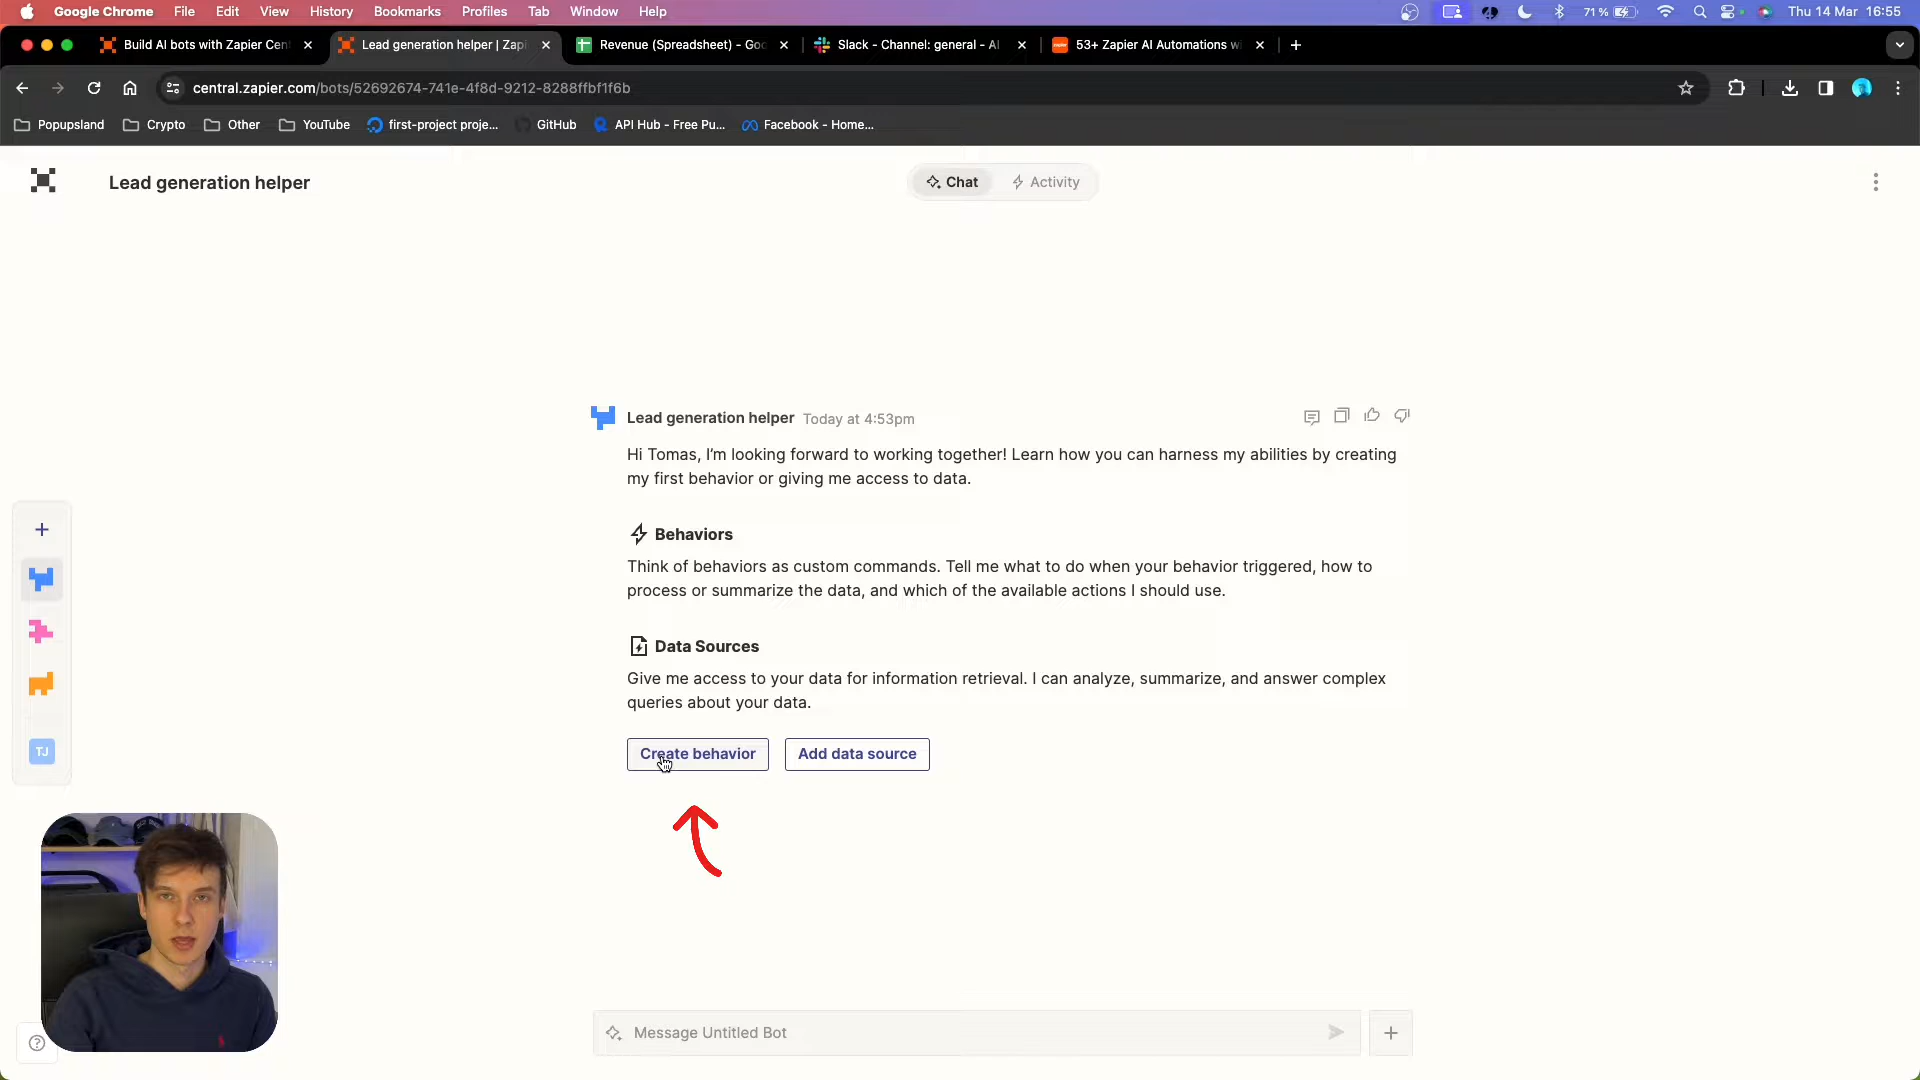 Google Chrome File Edit View History Bookmarks Profiles Tab Window Help 71 % Thu 14 Mar 16:55
Build AI bots with Zapier Cen Lead generation helper | Zapi Revenue (Spreadsheet) - Goo Slack - Channel: general - AI 53+ Zapier AI Automations wi
central.zapier.com/bots/52692674-741e-4f8d-9212-8288ffbf1f6b
Popupsland Crypto Other YouTube first-project proje... GitHub API Hub - Free Pu... Facebook - Home...
Lead generation helper
Chat Activity
Lead generation helper Today at 4:53pm
Hi Tomas, I'm looking forward to working together! Learn how you can harness my abilities by creating
my first behavior or giving me access to data.
Behaviors
Think of behaviors as custom commands. Tell me what to do when your behavior triggered, how to
process or summarize the data, and which of the available actions I should use.
Data Sources
Give me access to your data for information retrieval. I can analyze, summarize, and answer complex
queries about your data.
Create behavior Add data source
TJ
Message Untitled Bot